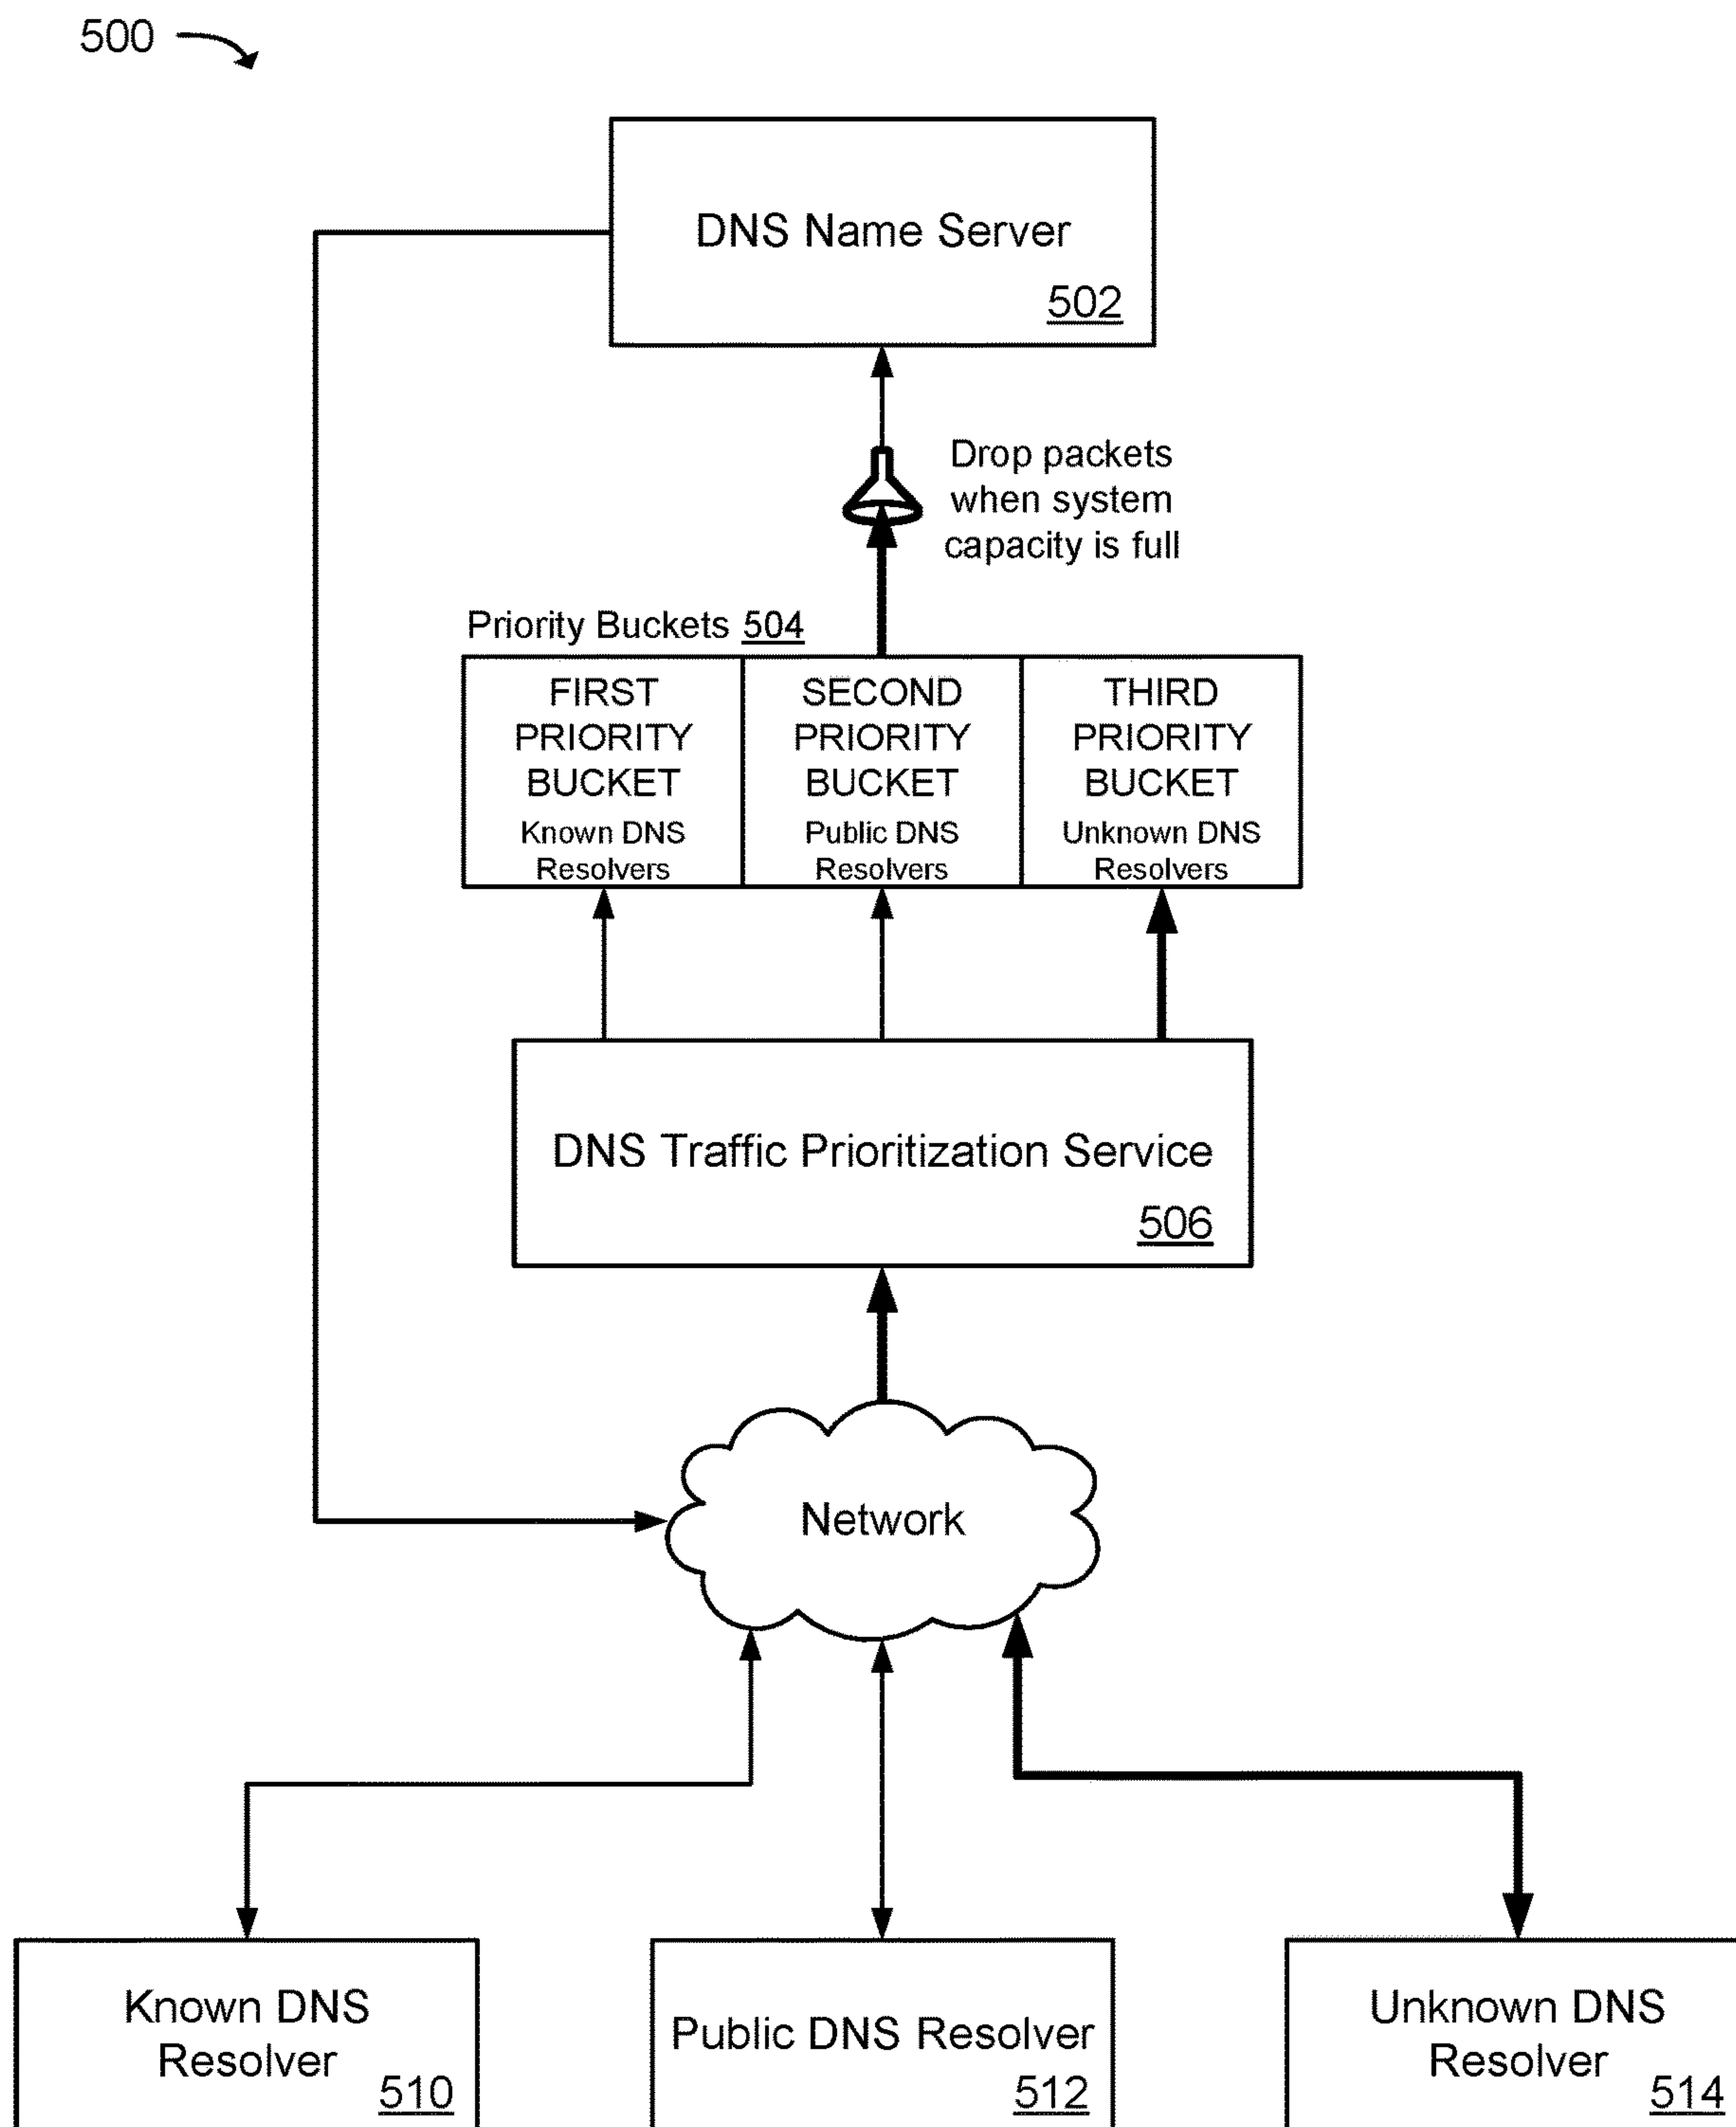 500
DNS Name Server
502
Drop packets
when system
capacity is full
Priority Buckets 504
FIRST
PRIORITY
BUCKET
Known DNS
Resolvers
SECOND
PRIORITY
BUCKET
Public DNS
Resolvers
THIRD
PRIORITY
BUCKET
Unknown DNS
Resolvers
DNS Traffic Prioritization Service
506
Network
Known DNS
Resolver
510
Public DNS Resolver
512
Unknown DNS
Resolver
514